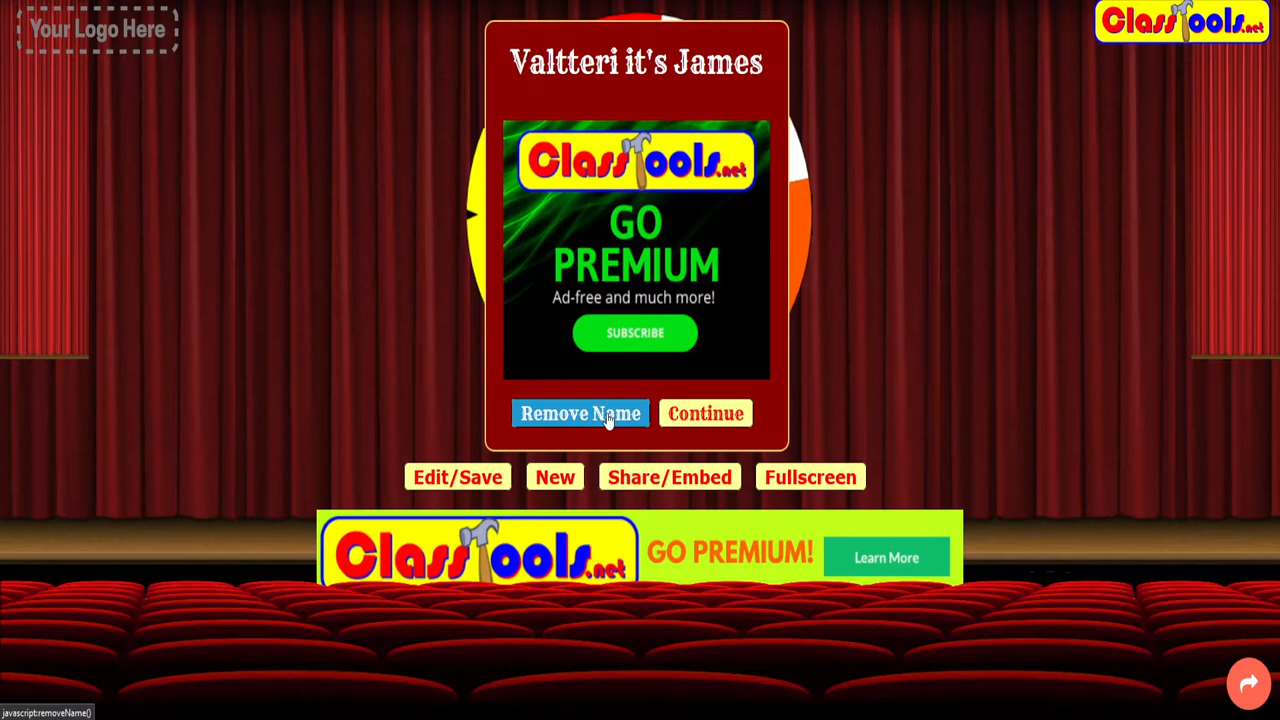 Your Logo Here
ClassTools.net
Valtteri it's James
ClassTools.net
GO
PREMIUM
Ad-free and much more!
SUBSCRIBE
Remove Name
Continue
Edit/Save
New
Share/Embed
Fullscreen
ClassTools.net
GO PREMIUM!
Learn More
javascript:removeName()